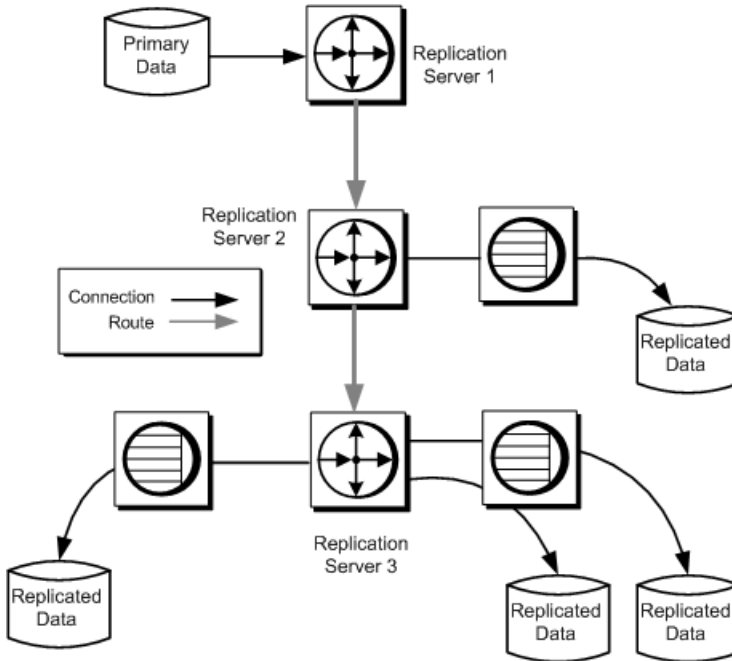 Primary
Data
Replication
Server 1
Replication
Server 2
Connection
Route
Replicated
Data
Replication
Server 3
Replicated
Data
Replicated
Data
Replicated
Data